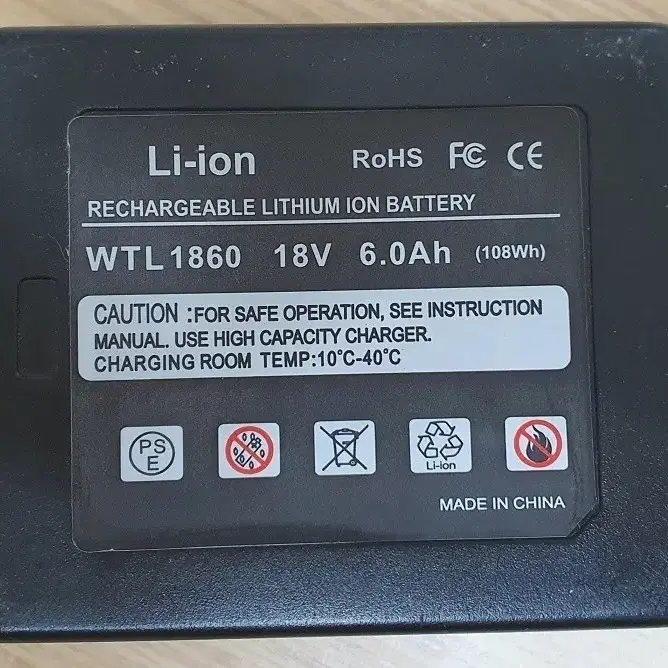 Li-ion RoHS FC CE
RECHARGEABLE LITHIUM ION BATTERY
WTL1860 18V 6.0Ah (108Wh)
CAUTION :FOR SAFE OPERATION, SEE INSTRUCTION
MANUAL. USE HIGH CAPACITY CHARGER.
CHARGING ROOM TEMP:10°C-40°C
PS
E
Li-ion
MADE IN CHINA